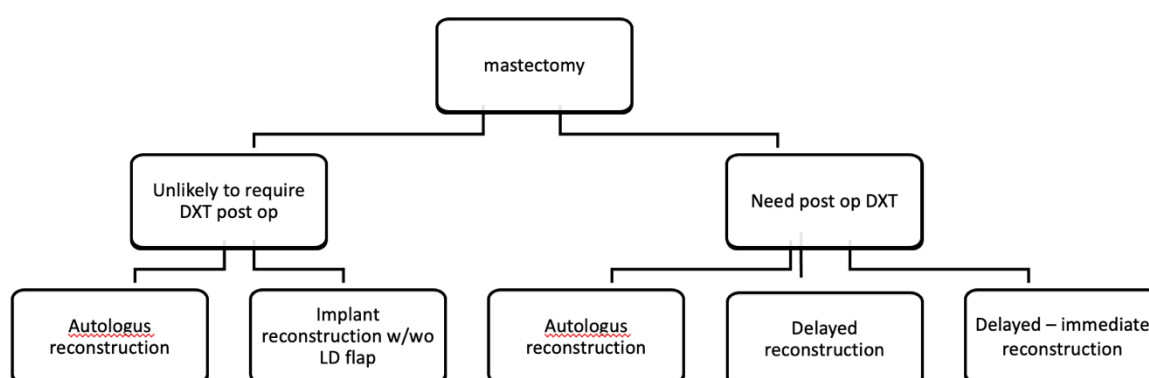 mastectomy
Unlikely to require
DXT post op
Need post op DXT
Autologus
reconstruction
Implant
reconstruction w/wo
LD flap
Autologus
reconstruction
Delayed
reconstruction
Delayed – immediate
reconstruction